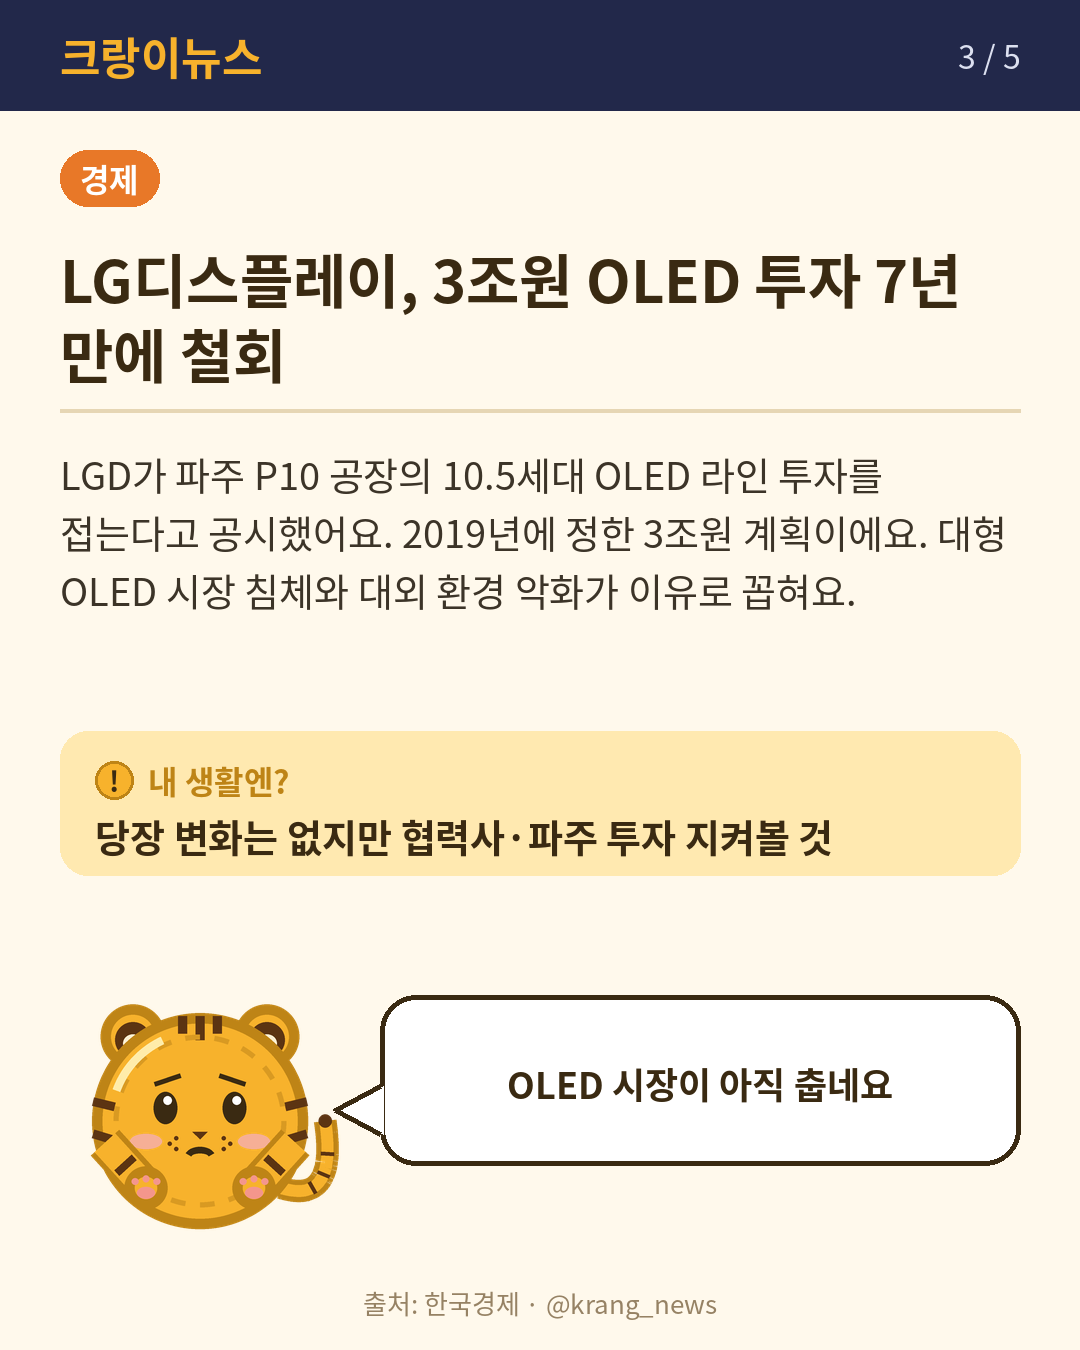 크랑이뉴스
3 / 5
경제
LG디스플레이, 3조원 OLED 투자 7년
만에 철회
LGD가 파주 P10 공장의 10.5세대 OLED 라인 투자를
접는다고 공시했어요. 2019년에 정한 3조원 계획이에요. 대형
OLED 시장 침체와 대외 환경 악화가 이유로 꼽혀요.
! 내 생활엔?
당장 변화는 없지만 협력사·파주 투자 지켜볼 것
OLED 시장이 아직 춥네요
출처: 한국경제 · @krang_news